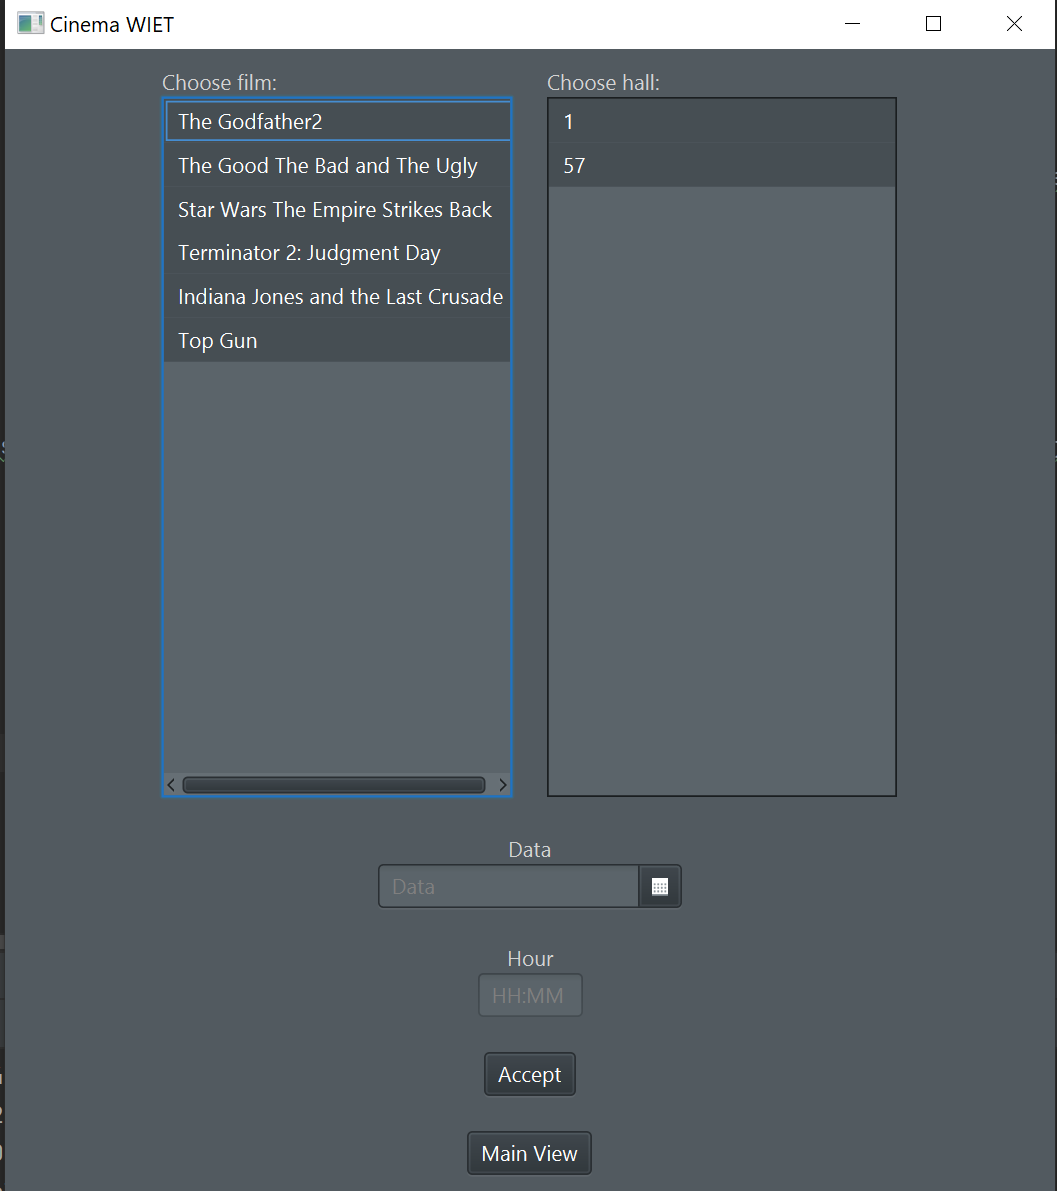 Cinema WIET
Choose film:
The Godfather2
The Good The Bad and The Ugly
Star Wars The Empire Strikes Back
Terminator 2: Judgment Day
Indiana Jones and the Last Crusade
Top Gun
Choose hall:
1
57
Data
Data
Hour
HH:MM
Accept
Main View